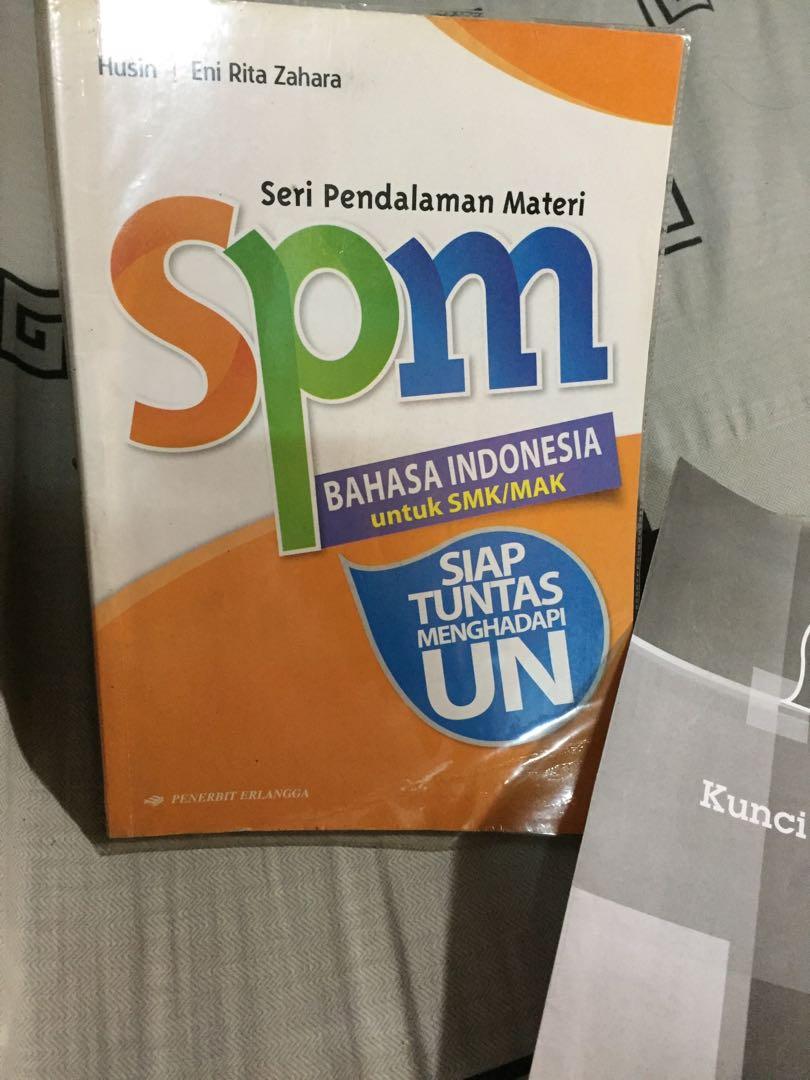 Husin | Eni Rita Zahara
Seri Pendalaman Materi
Spm
BAHASA INDONESIA
untuk SMK/MAK
SIAP
TUNTAS
MENGHADAPI
UN
PENERBIT ERLANGGA
Kunci